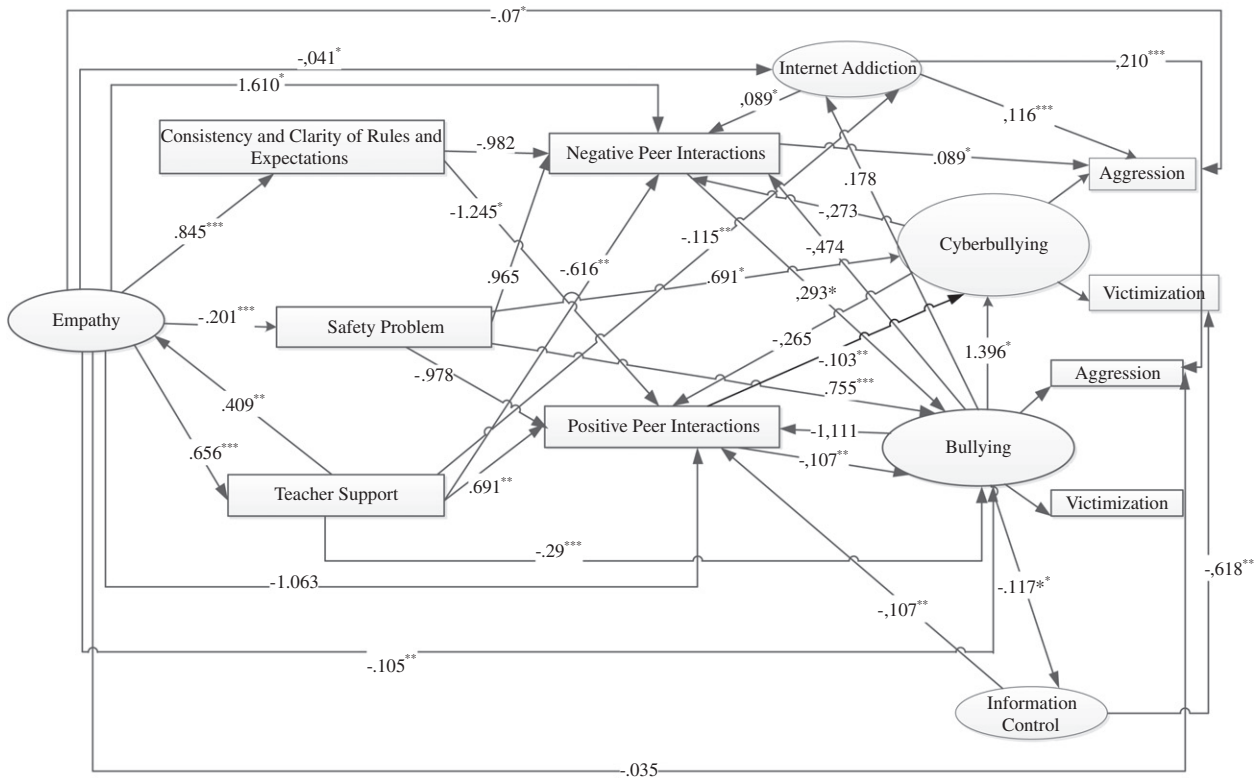 -.07*
-,041*
Internet Addiction
,210***
1.610*
,089*
,116***
Consistency and Clarity of Rules and
Expectations
-.982
Negative Peer Interactions
.089*
Aggression
.178
-1.245*
-,273
.845***
-.115**
Cyberbullying
-,474
-.616**
.965
.691*
,293*
Victimization
Empathy
-.201***
Safety Problem
-,265
1.396*
-.103**
-.978
.755***
Aggression
.409**
Positive Peer Interactions
-1,111
Bullying
.656***
-,107**
.691**
Teacher Support
Victimization
-.29***
-1.063
-,618**
-.117**
-,107**
-.105**
Information
Control
-.035